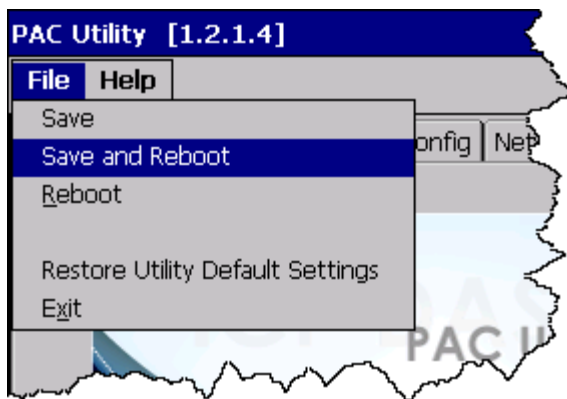 PAC Utility [1.2.1.4]
File Help
Save
Save and Reboot
Reboot
Restore Utility Default Settings
Exit
PAC